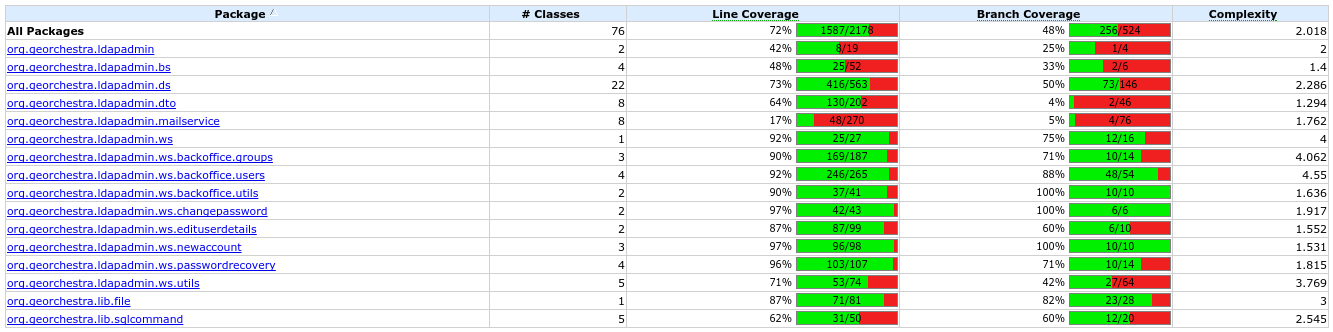 Package # Classes Line Coverage Branch Coverage Complexity
All Packages 76 72% 1587/2178 48% 256/524 2.018
org.georchestra.ldapadmin 2 42% 8/19 25% 1/4 2
org.georchestra.ldapadmin.bs 4 48% 25/52 33% 2/6 1.4
org.georchestra.ldapadmin.ds 22 73% 416/563 50% 73/146 2.286
org.georchestra.ldapadmin.dto 8 64% 130/202 4% 2/46 1.294
org.georchestra.ldapadmin.mailservice 8 17% 48/270 5% 4/76 1.762
org.georchestra.ldapadmin.ws 1 92% 25/27 75% 12/16 4
org.georchestra.ldapadmin.ws.backoffice.groups 3 90% 169/187 71% 10/14 4.062
org.georchestra.ldapadmin.ws.backoffice.users 4 92% 246/265 88% 48/54 4.55
org.georchestra.ldapadmin.ws.backoffice.utils 2 90% 37/41 100% 10/10 1.636
org.georchestra.ldapadmin.ws.changepassword 2 97% 42/43 100% 6/6 1.917
org.georchestra.ldapadmin.ws.edituserdetails 2 87% 87/99 60% 6/10 1.552
org.georchestra.ldapadmin.ws.newaccount 3 97% 96/98 100% 10/10 1.531
org.georchestra.ldapadmin.ws.passwordrecovery 4 96% 103/107 71% 10/14 1.815
org.georchestra.ldapadmin.ws.utils 5 71% 53/74 42% 27/64 3.769
org.georchestra.lib.file 1 87% 71/81 82% 23/28 3
org.georchestra.lib.sqlcommand 5 62% 31/50 60% 12/20 2.545